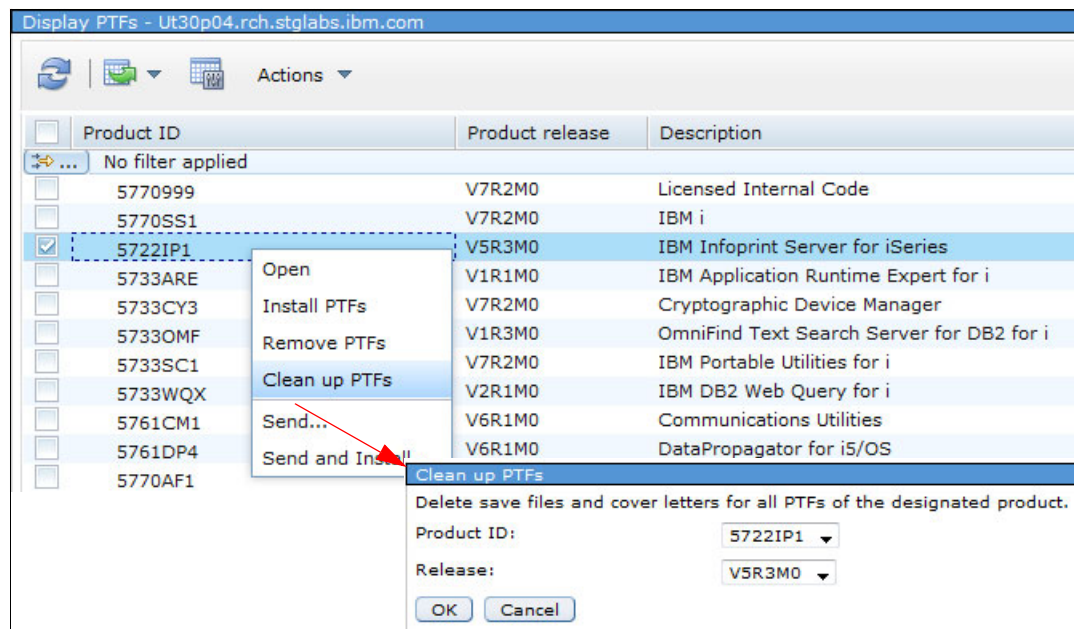 Display PTFs - Ut30p04.rch.stglabs.ibm.com
Actions
Product ID Product release Description
... No filter applied
5770999 V7R2M0 Licensed Internal Code
5770SS1 V7R2M0 IBM i
5722IP1 V5R3M0 IBM Infoprint Server for iSeries
5733ARE V1R1M0 IBM Application Runtime Expert for i
5733CY3 V7R2M0 Cryptographic Device Manager
5733OMF V1R3M0 OmniFind Text Search Server for DB2 for i
5733SC1 V7R2M0 IBM Portable Utilities for i
5733WQX V2R1M0 IBM DB2 Web Query for i
5761CM1 V6R1M0 Communications Utilities
5761DP4 V6R1M0 DataPropagator for i5/OS
5770AF1
Open
Install PTFs
Remove PTFs
Clean up PTFs
Send...
Send and Install
Clean up PTFs
Delete save files and cover letters for all PTFs of the designated product.
Product ID: 5722IP1
Release: V5R3M0
OK Cancel